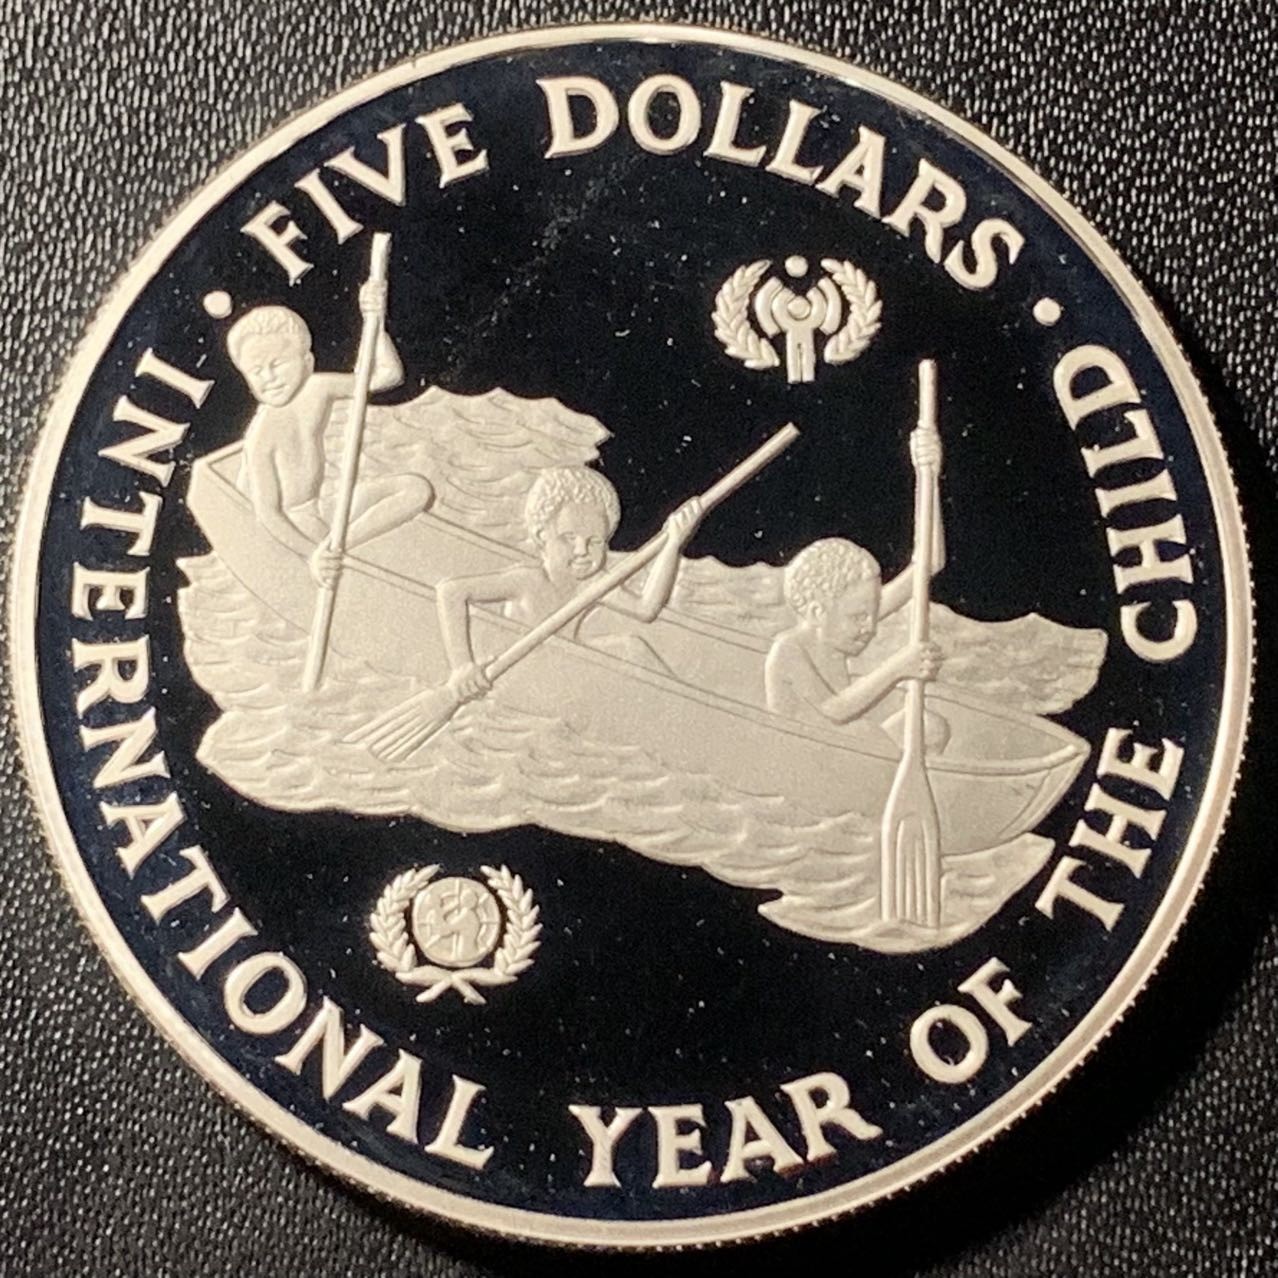 · FIVE DOLLARS ·
INTERNATIONAL YEAR OF THE CHILD